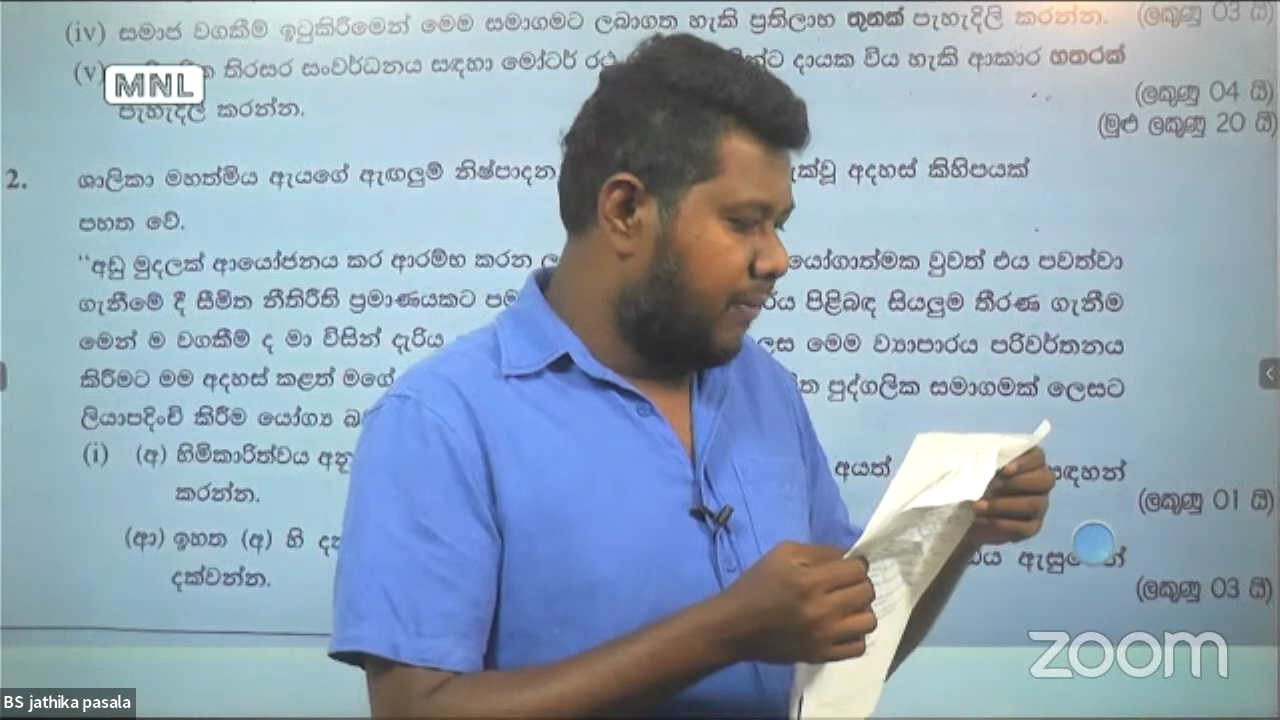 (iv) සමාජ වගකීම් ඉටුකිරීමෙන් මෙම සමාගමට ලබාගත හැකි ප්‍රතිලාභ තුනක් පැහැදිලි කරන්න. (ලකුණු 03 යි)
(v) තිරසර සංවර්ධනය සඳහා මෝටර් රථ දායක විය හැකි ආකාර හතරක්
MNL
පැහැදිලි කරන්න.
(ලකුණු 04 යි)
(මුළු ලකුණු 20 යි)
2. ශාලිකා මහත්මිය ඇයගේ ඇඟලුම් නිෂ්පාදන අදහස් කිහිපයක්
පහත වේ.
“අඩු මුදලක් ආයෝජනය කර ආරම්භ කරන වුවත් එය පවත්වා
ගැනීමේ දී සීමිත නීතිරීති ප්‍රමාණයකට පිළිබඳ සියලුම තීරණ ගැනීම
මෙන් ම වගකීම් ද මා විසින් දැරිය මෙම ව්‍යාපාරය පරිවර්තනය
කිරීමට මම අදහස් කළත් මගේ පුද්ගලික සමාගමක් ලෙසට
ලියාපදිංචි කිරීම යෝග්‍ය
(i) (අ) හිමිකාරිත්වය අයත් සඳහන්
කරන්න.
(ලකුණු 01 යි)
(ආ) ඉහත (අ) හි
දක්වන්න.
(ලකුණු 03 යි)
zoom
BS jathika pasala